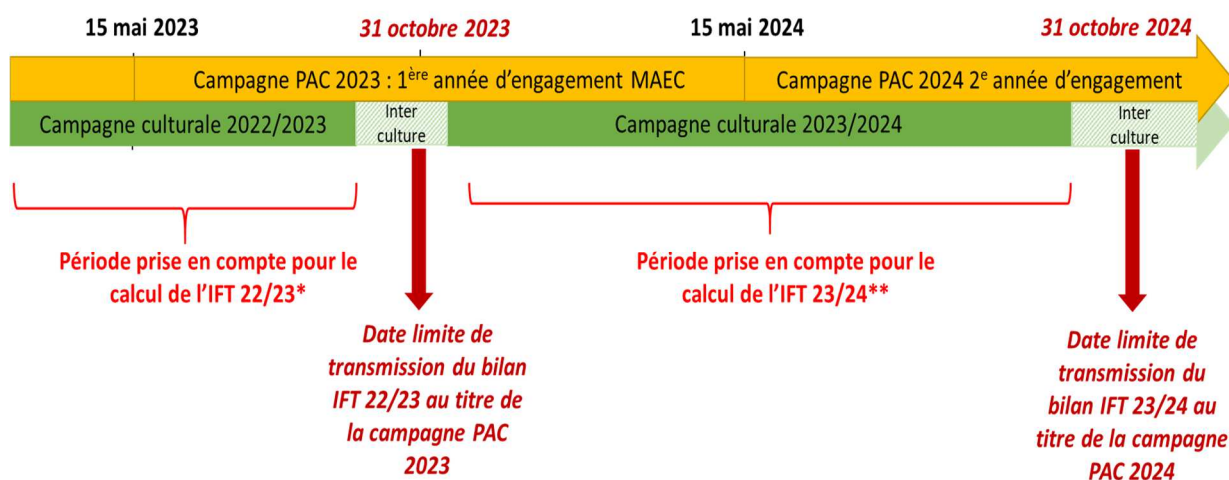 15 mai 2023
31 octobre 2023
15 mai 2024
31 octobre 2024
Campagne PAC 2023 : 1ère année d’engagement MAEC
Campagne PAC 2024 2e année d’engagement
Campagne culturale 2022/2023
Inter
culture
Campagne culturale 2023/2024
Inter
culture
Période prise en compte pour le
calcul de l’IFT 22/23*
Période prise en compte pour le
calcul de l’IFT 23/24**
Date limite de
transmission du bilan
IFT 22/23 au titre de
la campagne PAC
2023
Date limite de
transmission du
bilan IFT 23/24 au
titre de la campagne
PAC 2024